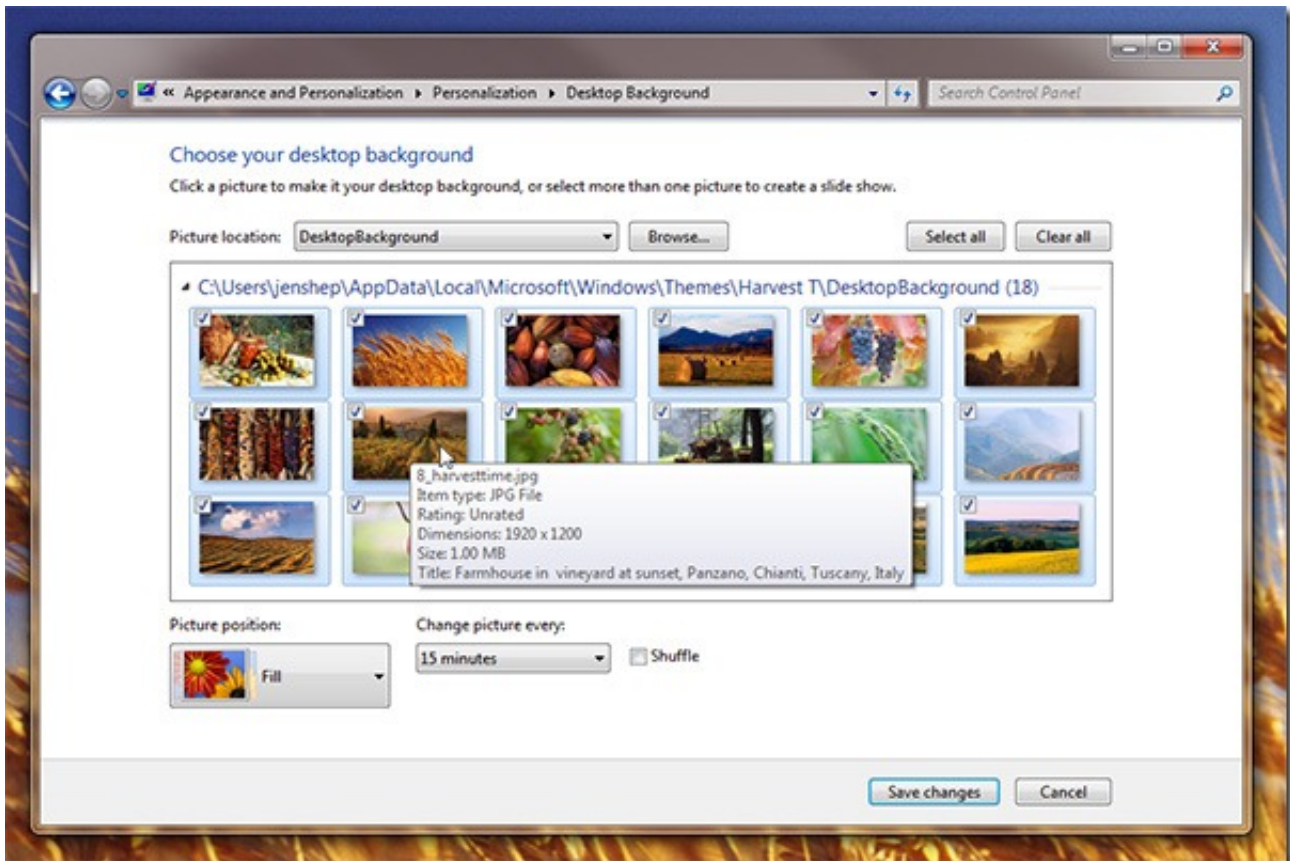 « Appearance and Personalization ▸ Personalization ▸ Desktop Background
Search Control Panel
Choose your desktop background
Click a picture to make it your desktop background, or select more than one picture to create a slide show.
Picture location: DesktopBackground Browse... Select all Clear all
C:\Users\jenshep\AppData\Local\Microsoft\Windows\Themes\Harvest T\DesktopBackground (18)
8_harvesttime.jpg
Item type: JPG File
Rating: Unrated
Dimensions: 1920 x 1200
Size: 1.00 MB
Title: Farmhouse in vineyard at sunset, Panzano, Chianti, Tuscany, Italy
Picture position: Change picture every:
Fill 15 minutes Shuffle
Save changes Cancel